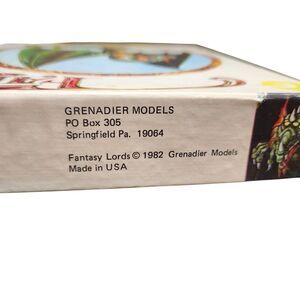 GRENADIER MODELS
PO Box 305
Springfield Pa. 19064
Fantasy Lords © 1982 Grenadier Models
Made in USA